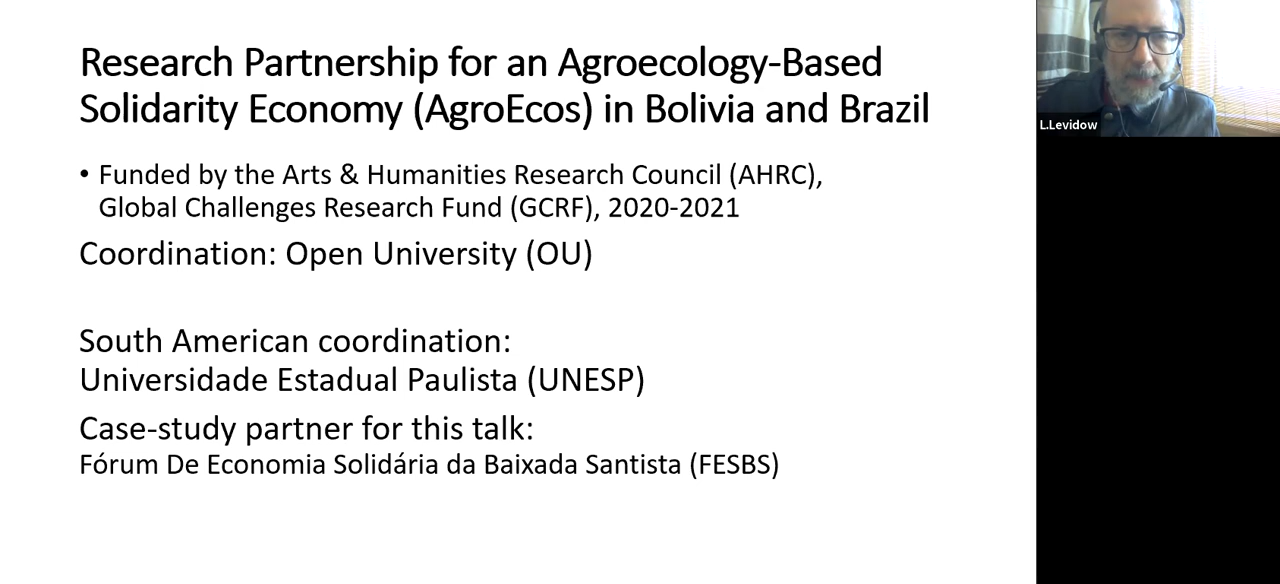 Research Partnership for an Agroecology-Based
Solidarity Economy (AgroEcos) in Bolivia and Brazil
• Funded by the Arts & Humanities Research Council (AHRC),
Global Challenges Research Fund (GCRF), 2020-2021
Coordination: Open University (OU)
South American coordination:
Universidade Estadual Paulista (UNESP)
Case-study partner for this talk:
Fórum De Economia Solidária da Baixada Santista (FESBS)
L.Levidow